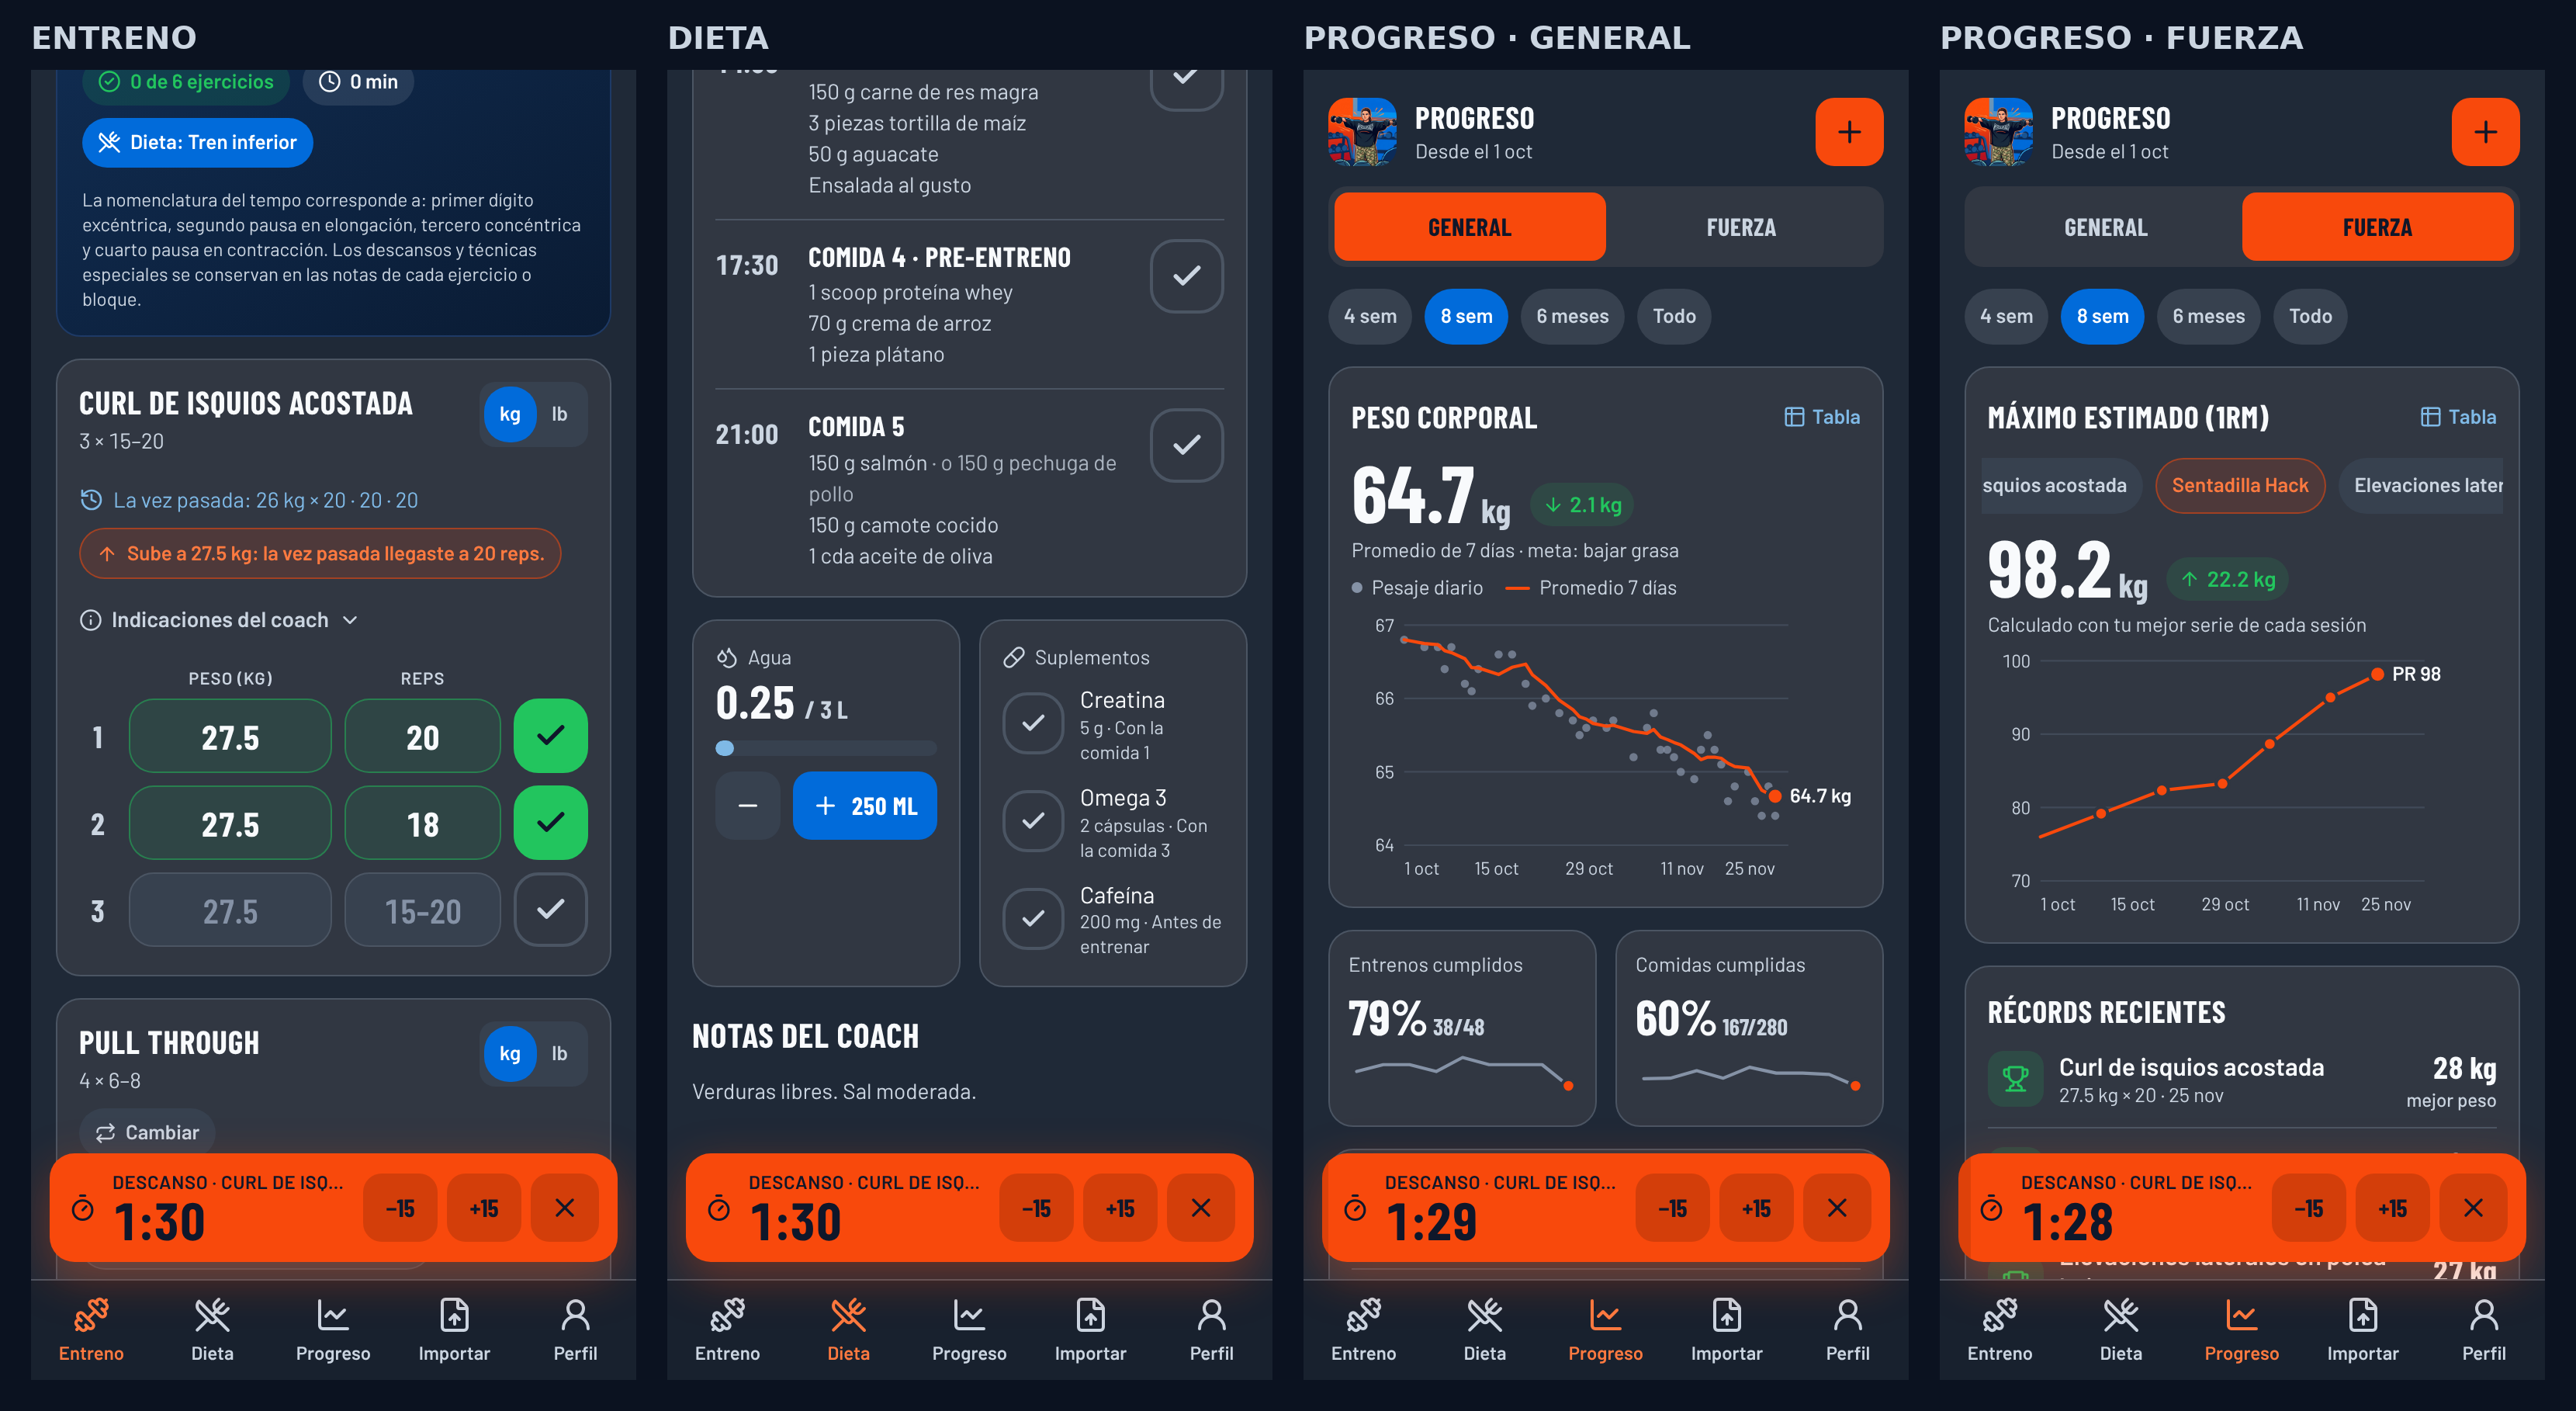 ENTRENO
0 de 6 ejercicios
0 min
Dieta: Tren inferior
La nomenclatura del tempo corresponde a: primer dígito
excéntrica, segundo pausa en elongación, tercero concéntrica
y cuarto pausa en contracción. Los descansos y técnicas
especiales se conservan en las notas de cada ejercicio o
bloque.
CURL DE ISQUIOS ACOSTADA
kg lb
3 × 15–20
La vez pasada: 26 kg × 20 · 20 · 20
Sube a 27.5 kg: la vez pasada llegaste a 20 reps.
Indicaciones del coach
PESO (KG) REPS
1 27.5 20
2 27.5 18
3 27.5 15–20
PULL THROUGH
kg lb
4 × 6–8
Cambiar
DESCANSO · CURL DE ISQ...
1:30
−15 +15
Entreno Dieta Progreso Importar Perfil
DIETA
150 g carne de res magra
3 piezas tortilla de maíz
50 g aguacate
Ensalada al gusto
17:30 COMIDA 4 · PRE-ENTRENO
1 scoop proteína whey
70 g crema de arroz
1 pieza plátano
21:00 COMIDA 5
150 g salmón · o 150 g pechuga de
pollo
150 g camote cocido
1 cda aceite de oliva
Agua
0.25 / 3 L
250 ML
Suplementos
Creatina
5 g · Con la
comida 1
Omega 3
2 cápsulas · Con
la comida 3
Cafeína
200 mg · Antes de
entrenar
NOTAS DEL COACH
Verduras libres. Sal moderada.
DESCANSO · CURL DE ISQ...
1:30
−15 +15
Entreno Dieta Progreso Importar Perfil
PROGRESO · GENERAL
PROGRESO
Desde el 1 oct
GENERAL FUERZA
4 sem 8 sem 6 meses Todo
PESO CORPORAL
Tabla
64.7 kg
2.1 kg
Promedio de 7 días · meta: bajar grasa
Pesaje diario Promedio 7 días
67
66
65
64
64.7 kg
1 oct 15 oct 29 oct 11 nov 25 nov
Entrenos cumplidos
79% 38/48
Comidas cumplidas
60% 167/280
DESCANSO · CURL DE ISQ...
1:29
−15 +15
Entreno Dieta Progreso Importar Perfil
PROGRESO · FUERZA
PROGRESO
Desde el 1 oct
GENERAL FUERZA
4 sem 8 sem 6 meses Todo
MÁXIMO ESTIMADO (1RM)
Tabla
squios acostada Sentadilla Hack Elevaciones later
98.2 kg
22.2 kg
Calculado con tu mejor serie de cada sesión
100
90
80
70
PR 98
1 oct 15 oct 29 oct 11 nov 25 nov
RÉCORDS RECIENTES
Curl de isquios acostada
27.5 kg × 20 · 25 nov
28 kg
mejor peso
DESCANSO · CURL DE ISQ...
1:28
−15 +15
Elevaciones laterales en polea
27 kg
Entreno Dieta Progreso Importar Perfil